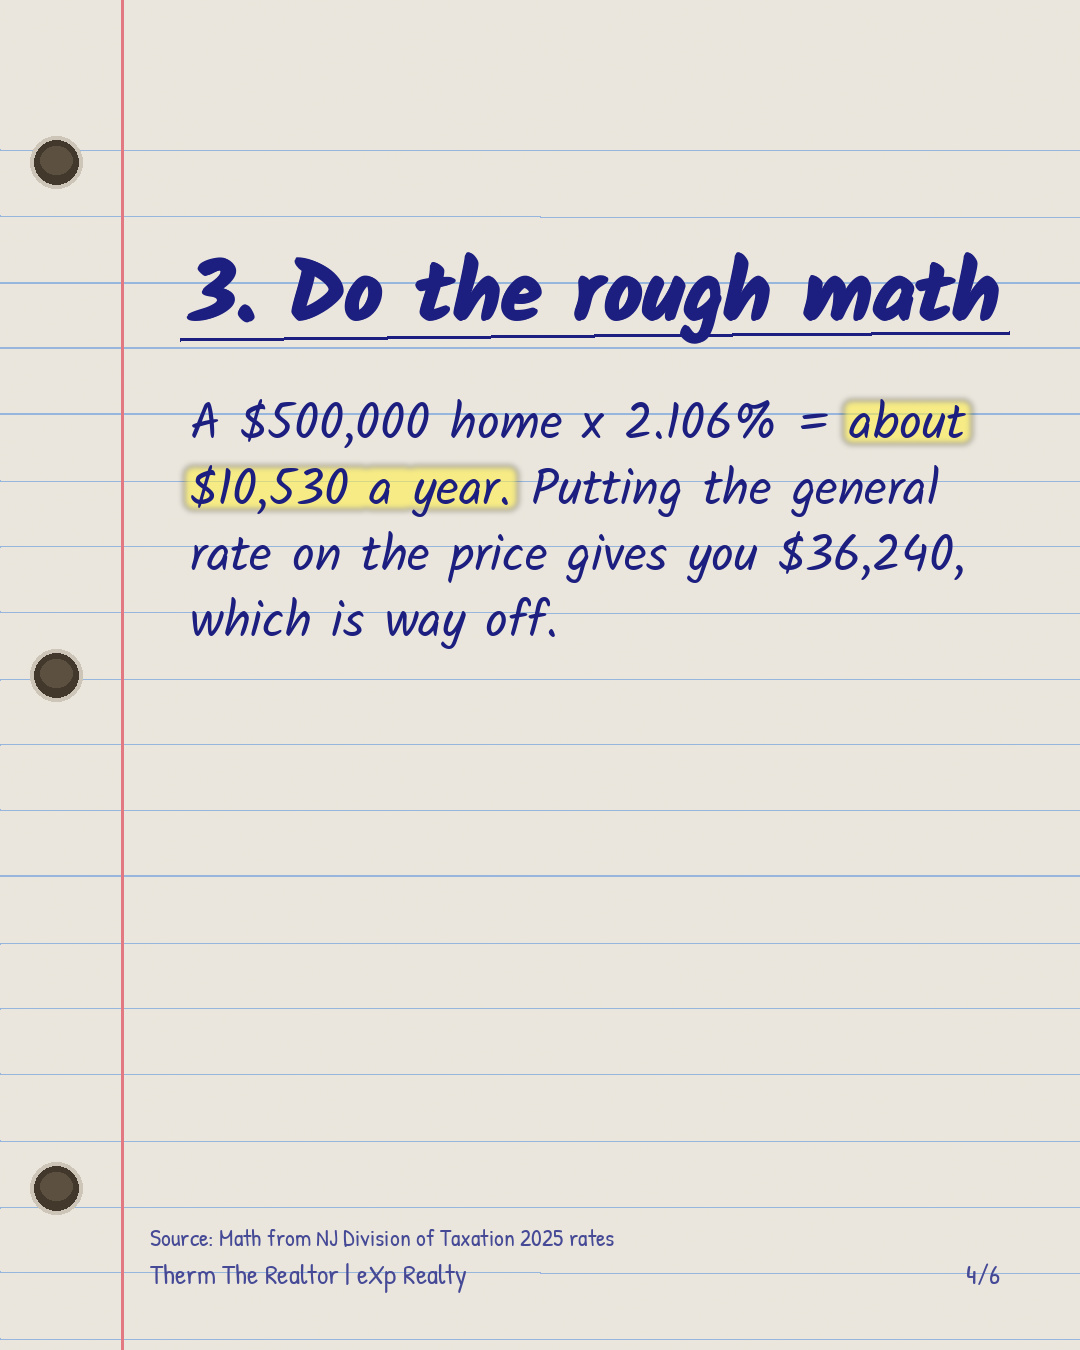 3. Do the rough math
A $500,000 home x 2.106% = about
$10,530 a year. Putting the general
rate on the price gives you $36,240,
which is way off.
Source: Math from NJ Division of Taxation 2025 rates
Therm The Realtor | eXp Realty
4/6